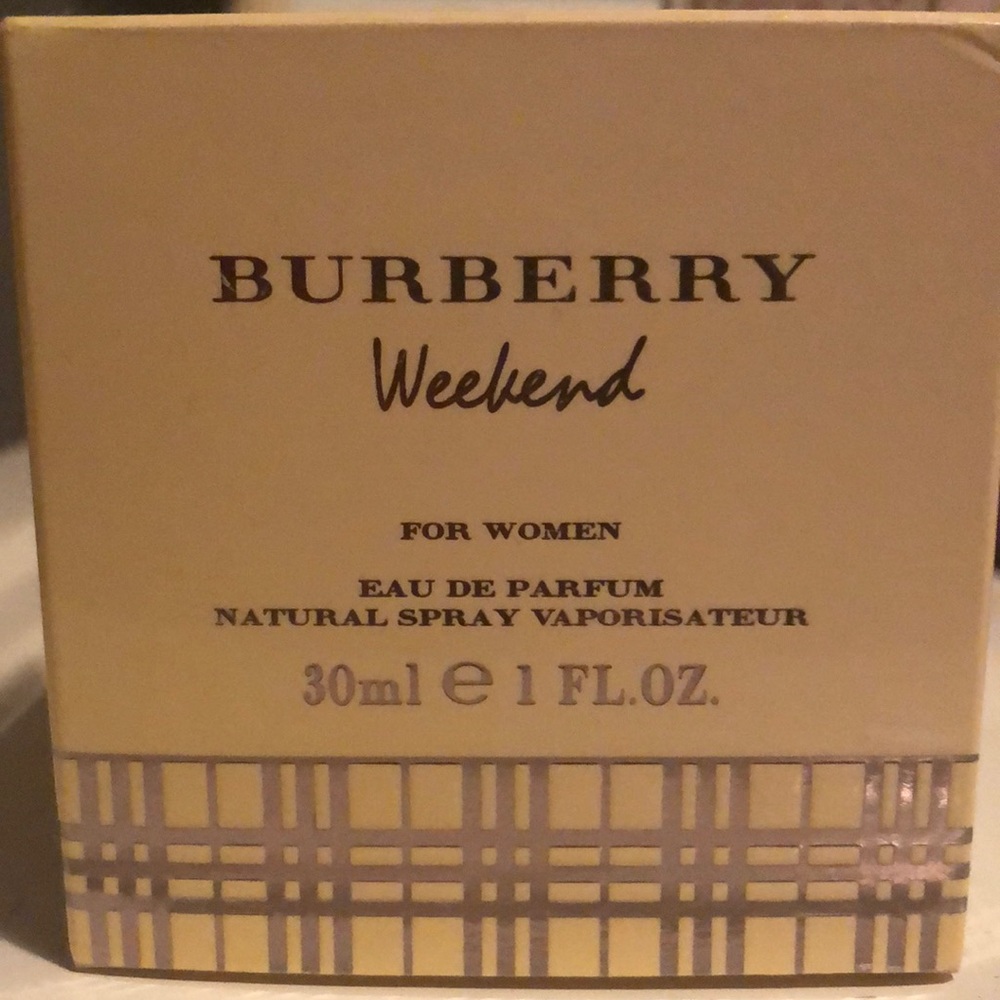 BURBERRY
Weekend
FOR WOMEN
EAU DE PARFUM
NATURAL SPRAY VAPORISATEUR
30ml e 1 FL.OZ.